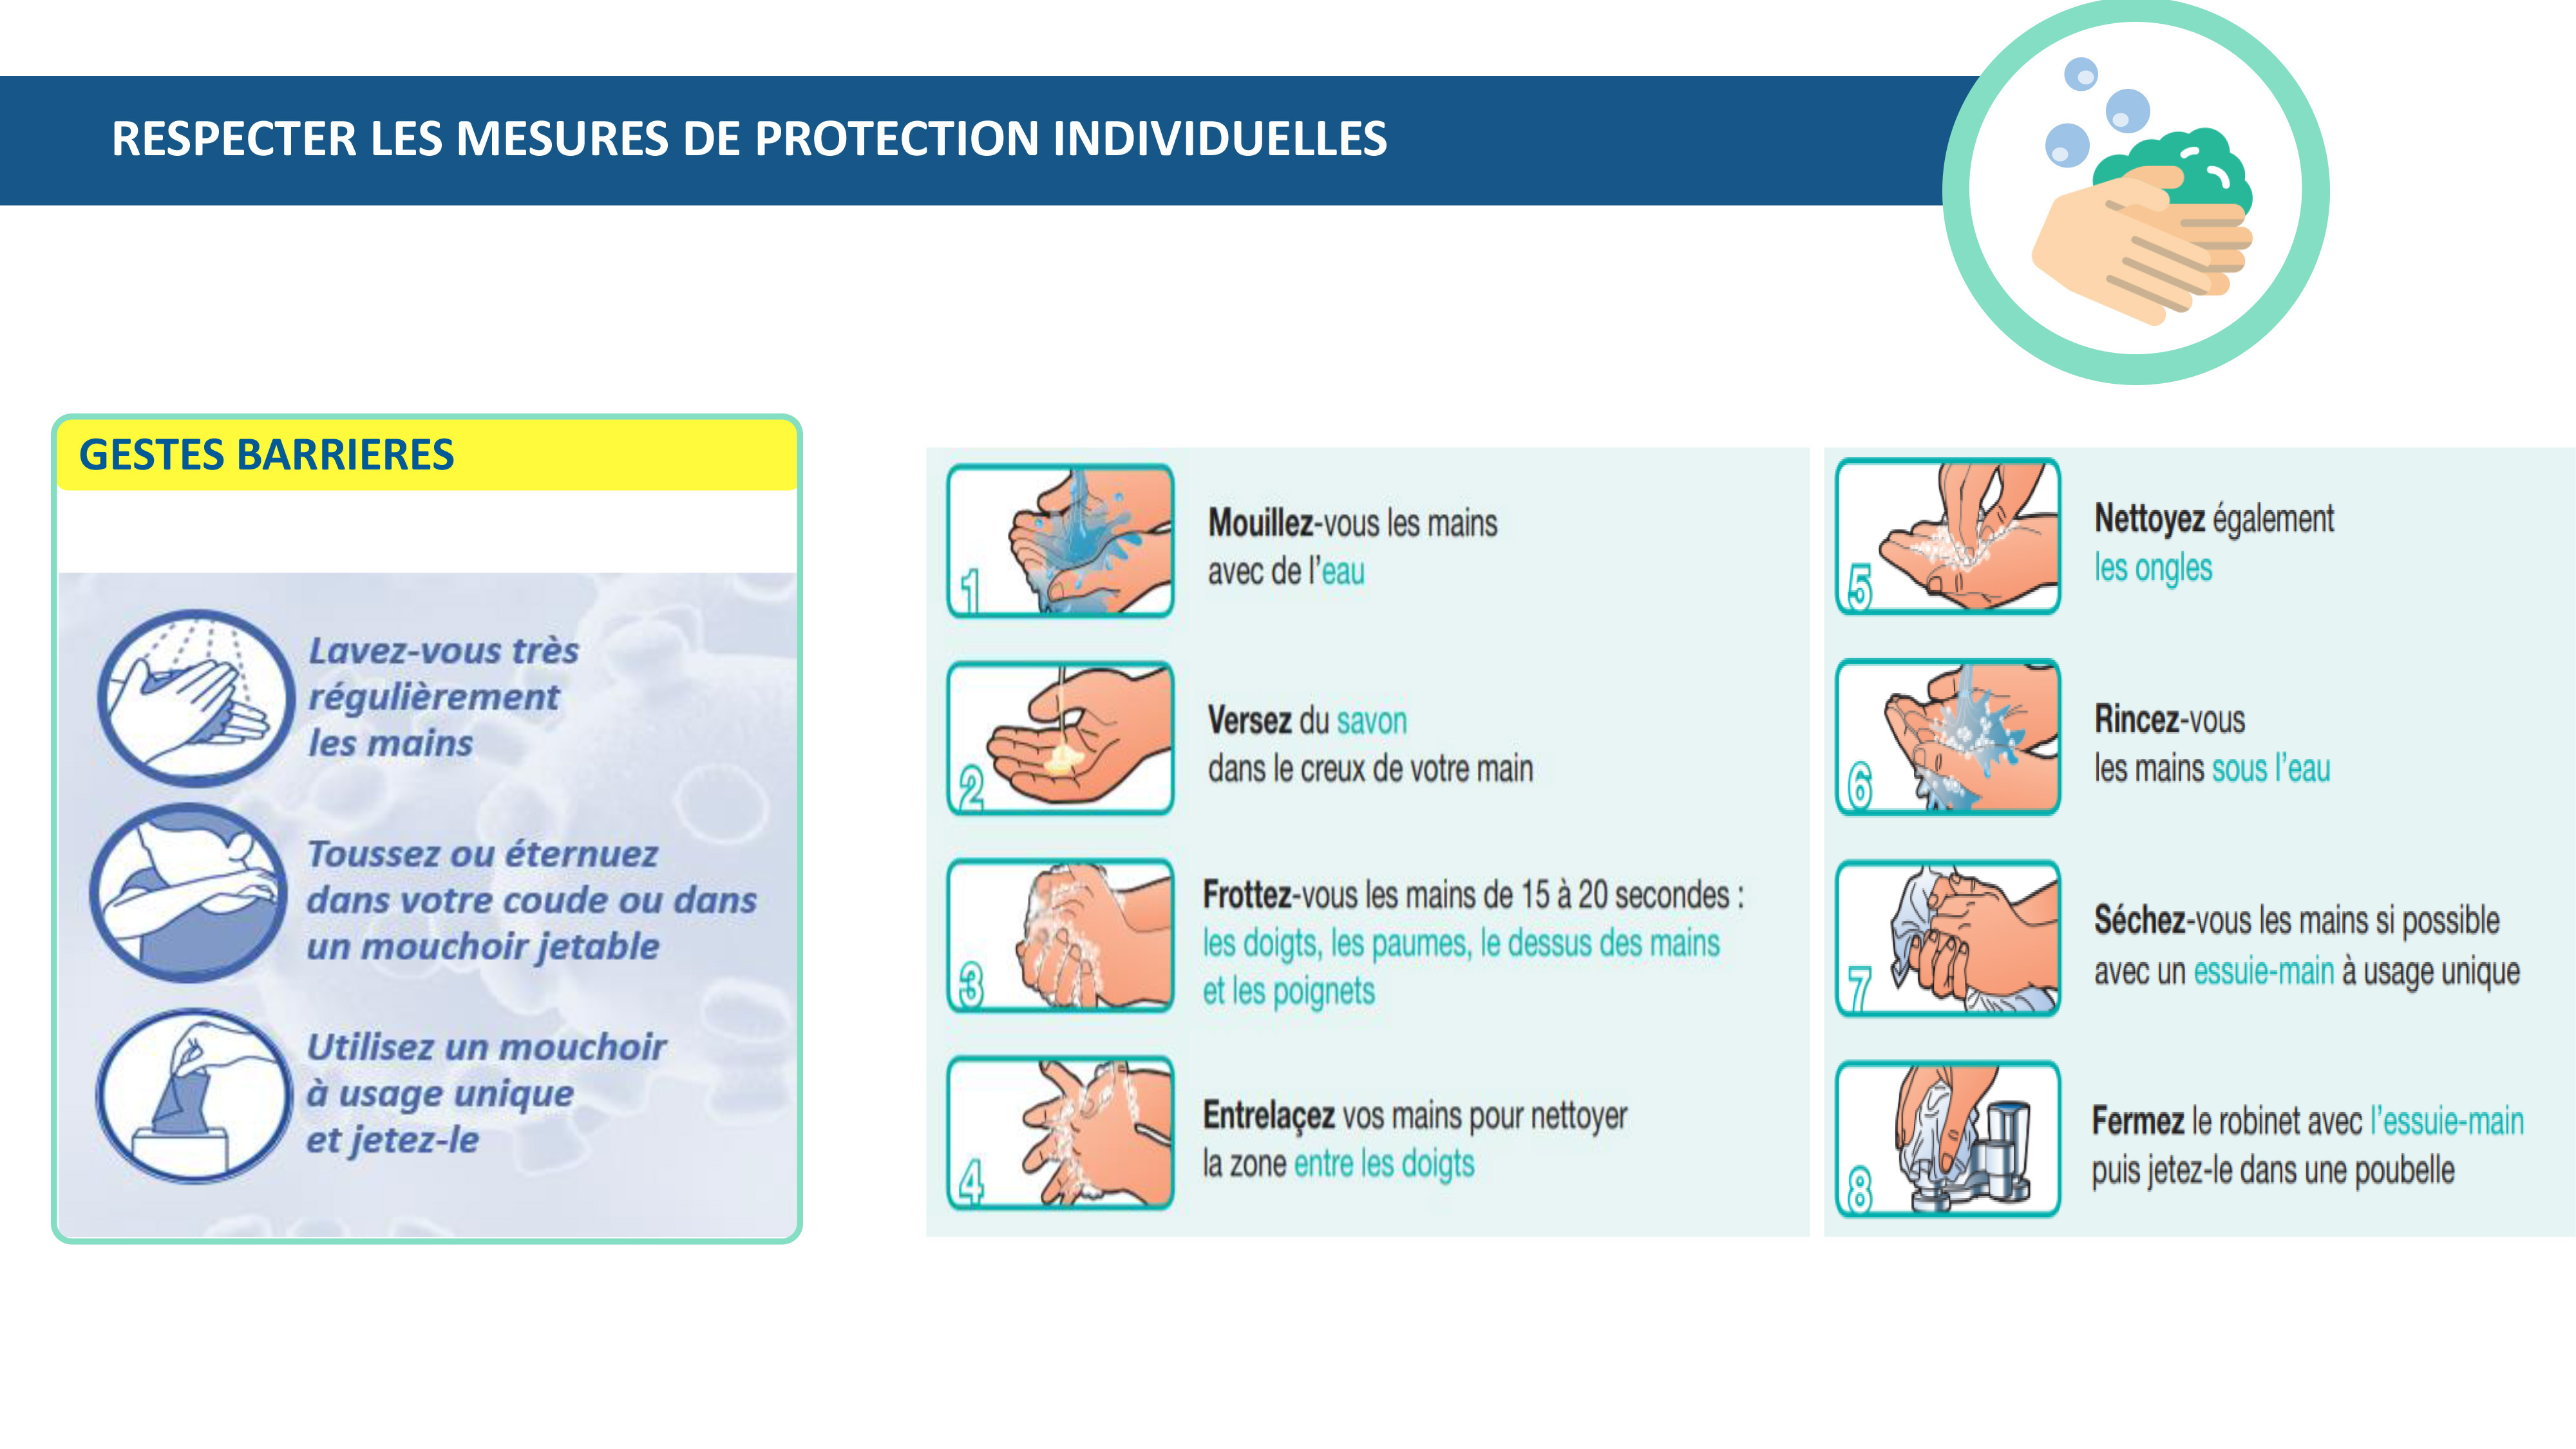 RESPECTER LES MESURES DE PROTECTION INDIVIDUELLES
GESTES BARRIERES
Lavez-vous très
régulièrement
les mains
Toussez ou éternuez
dans votre coude ou dans
un mouchoir jetable
Utilisez un mouchoir
à usage unique
et jetez-le
1
Mouillez-vous les mains
avec de l'eau
2
Versez du savon
dans le creux de votre main
3
Frottez-vous les mains de 15 à 20 secondes :
les doigts, les paumes, le dessus des mains
et les poignets
4
Entrelaçez vos mains pour nettoyer
la zone entre les doigts
5
Nettoyez également
les ongles
6
Rincez-vous
les mains sous l'eau
7
Séchez-vous les mains si possible
avec un essuie-main à usage unique
8
Fermez le robinet avec l'essuie-main
puis jetez-le dans une poubelle